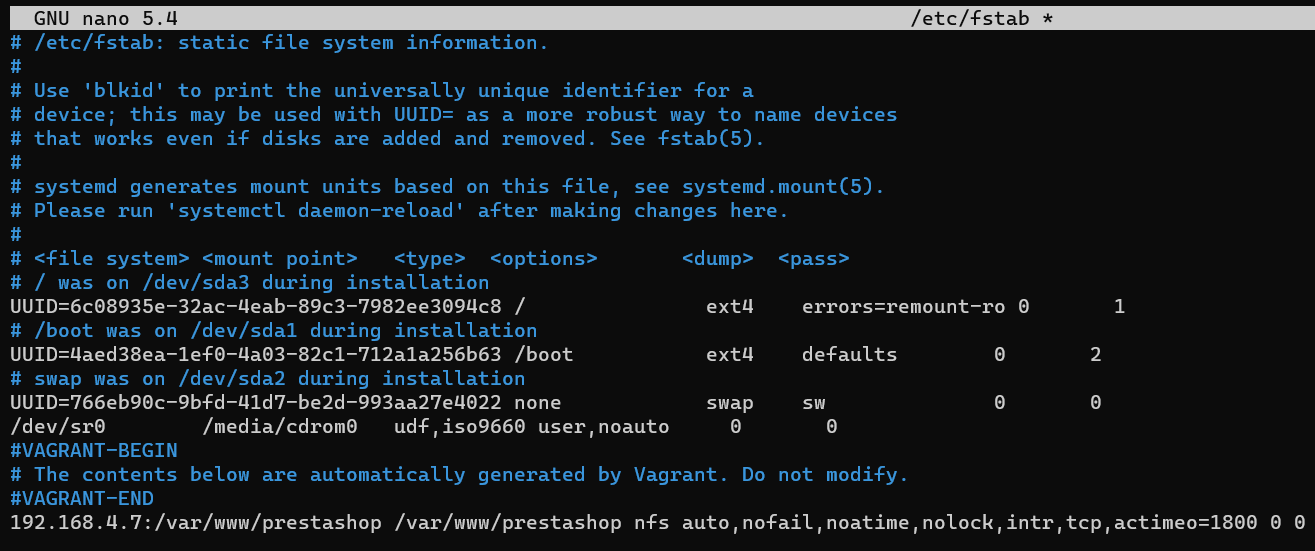 GNU nano 5.4 /etc/fstab *
# /etc/fstab: static file system information.
#
# Use 'blkid' to print the universally unique identifier for a
# device; this may be used with UUID= as a more robust way to name devices
# that works even if disks are added and removed. See fstab(5).
#
# systemd generates mount units based on this file, see systemd.mount(5).
# Please run 'systemctl daemon-reload' after making changes here.
#
# <file system> <mount point>   <type>  <options>       <dump>  <pass>
# / was on /dev/sda3 during installation
UUID=6c08935e-32ac-4eab-89c3-7982ee3094c8 /               ext4    errors=remount-ro 0       1
# /boot was on /dev/sda1 during installation
UUID=4aed38ea-1ef0-4a03-82c1-712a1a256b63 /boot           ext4    defaults        0       2
# swap was on /dev/sda2 during installation
UUID=766eb90c-9bfd-41d7-be2d-993aa27e4022 none            swap    sw              0       0
/dev/sr0        /media/cdrom0   udf,iso9660 user,noauto     0       0
#VAGRANT-BEGIN
# The contents below are automatically generated by Vagrant. Do not modify.
#VAGRANT-END
192.168.4.7:/var/www/prestashop /var/www/prestashop nfs auto,nofail,noatime,nolock,intr,tcp,actimeo=1800 0 0